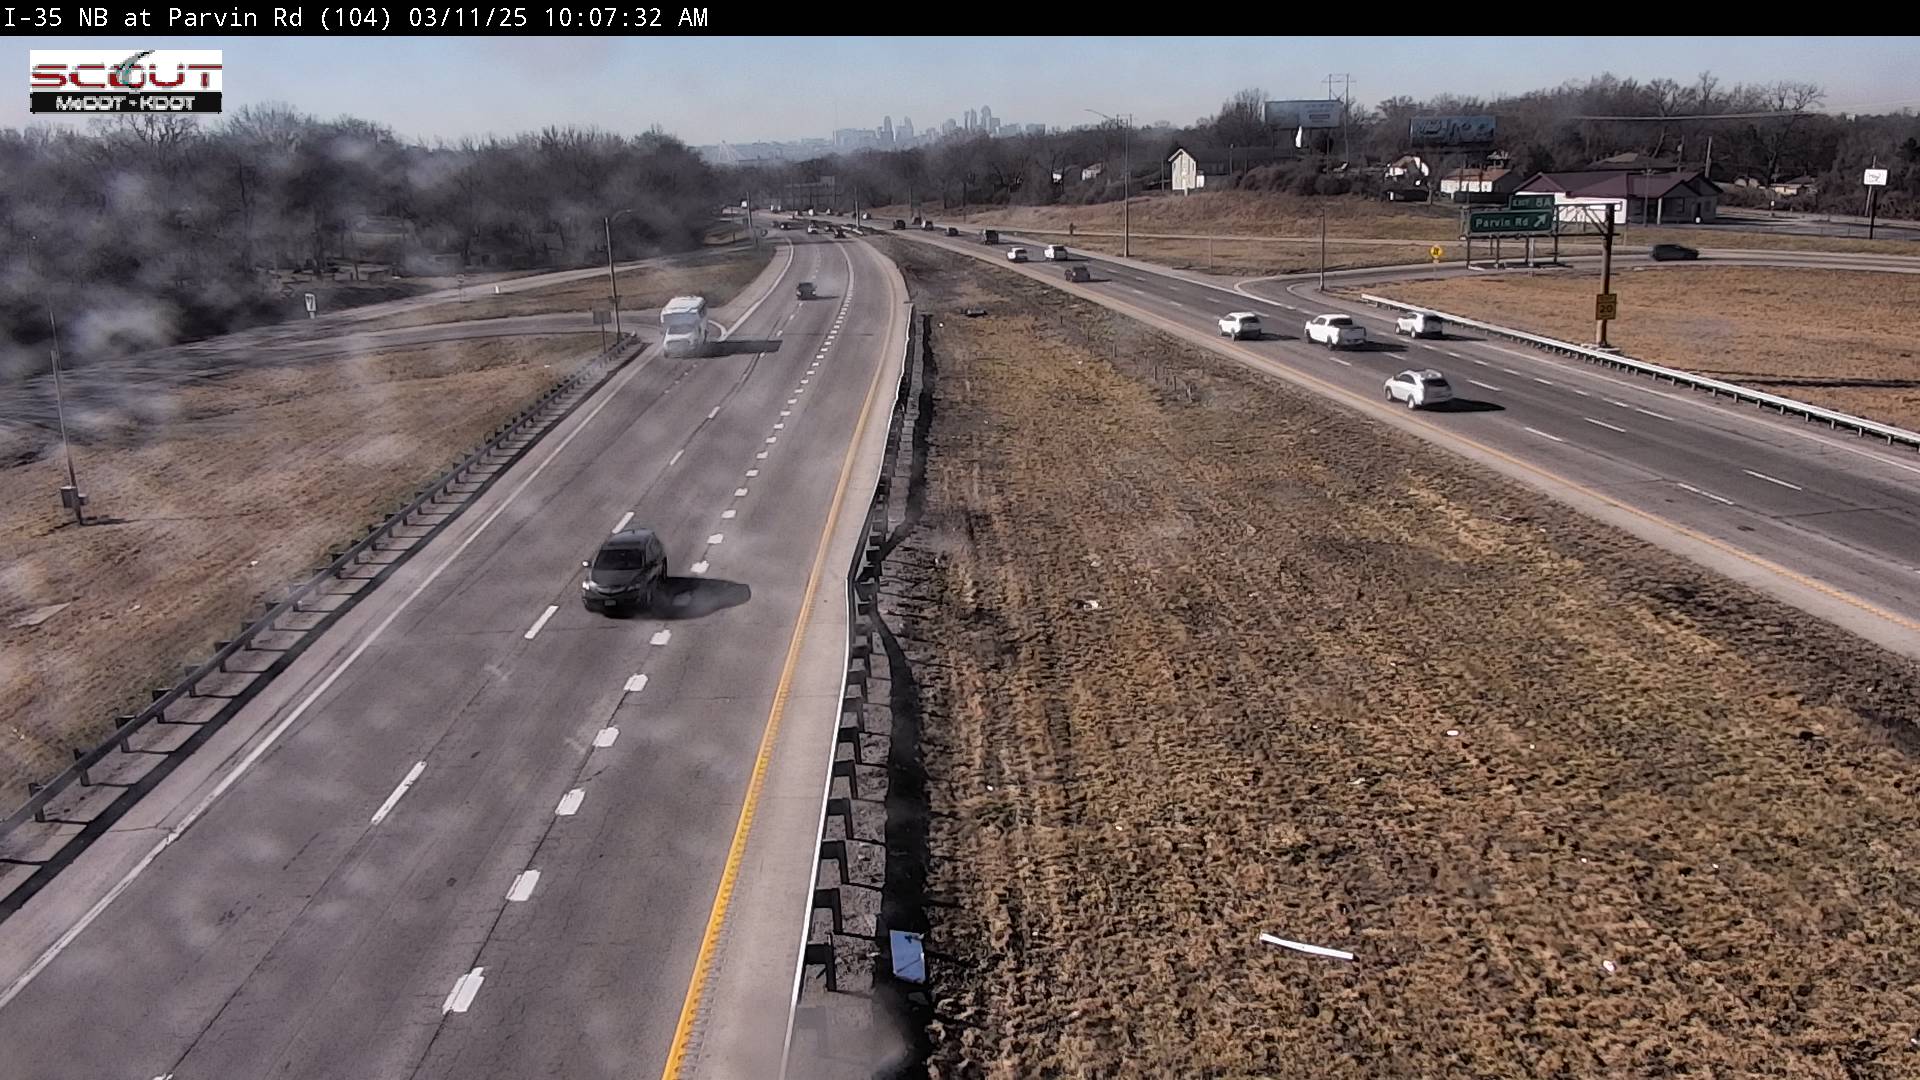 I-35 NB at Parvin Rd (104) 03/11/25 10:07:32 AM
SCOUT
MoDOT - KDOT
EXIT 8A
Parvin Rd